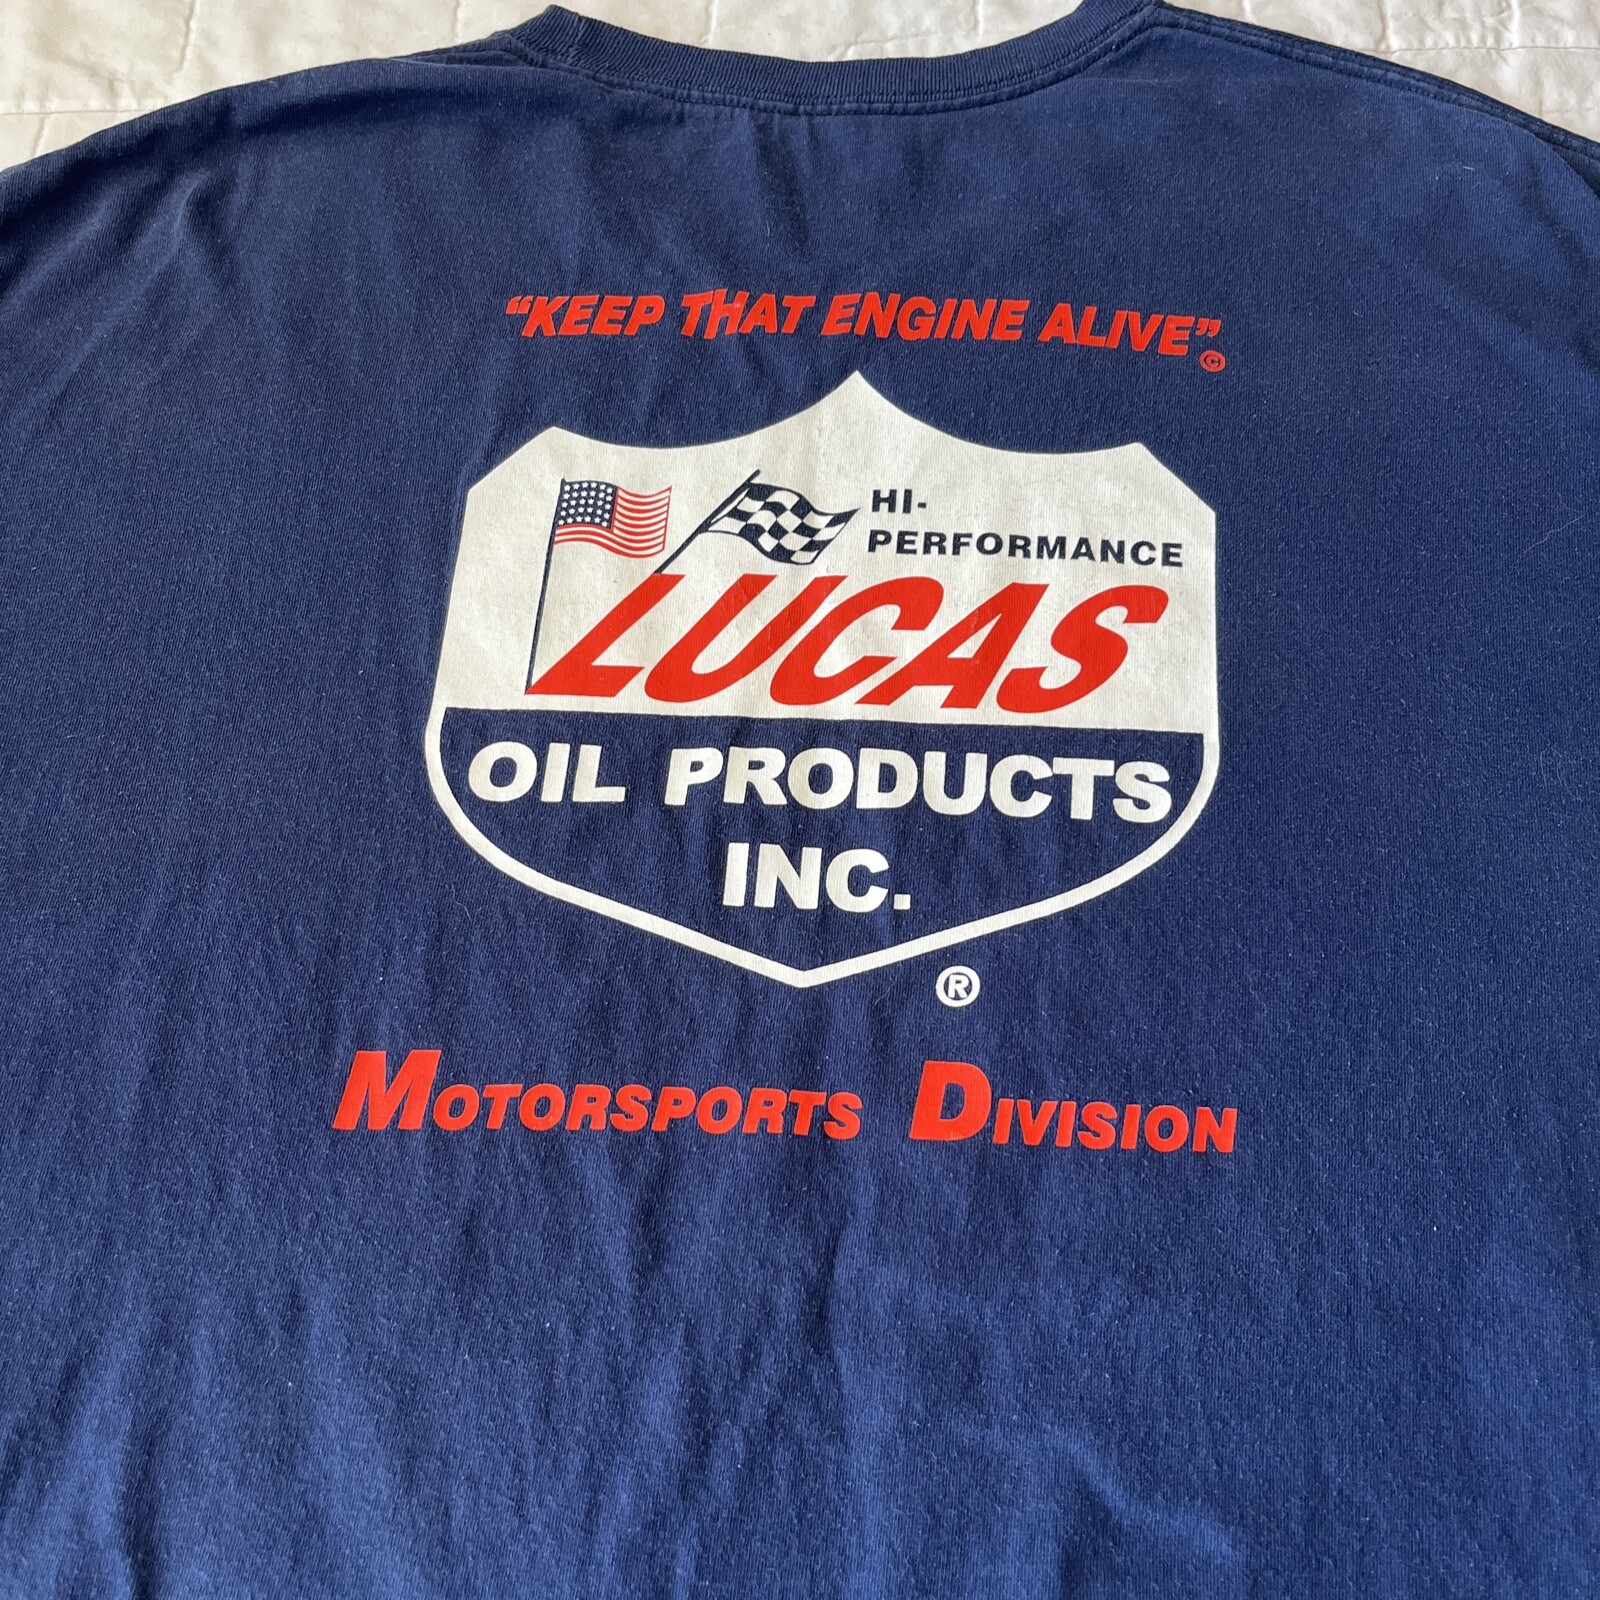 “KEEP THAT ENGINE ALIVE”©
HI-
PERFORMANCE
LUCAS
OIL PRODUCTS
INC.
®
MOTORSPORTS DIVISION